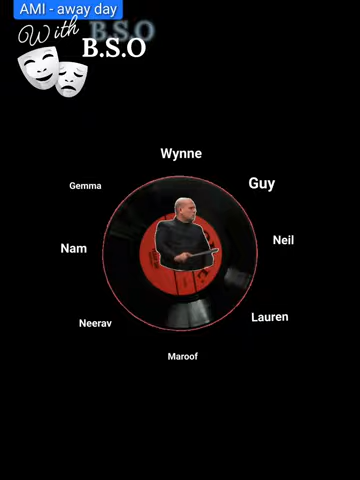 AMI - away day
With
B.S.O
B.S.O
Wynne
Gemma
Guy
Nam
Neil
Neerav
Lauren
Maroof